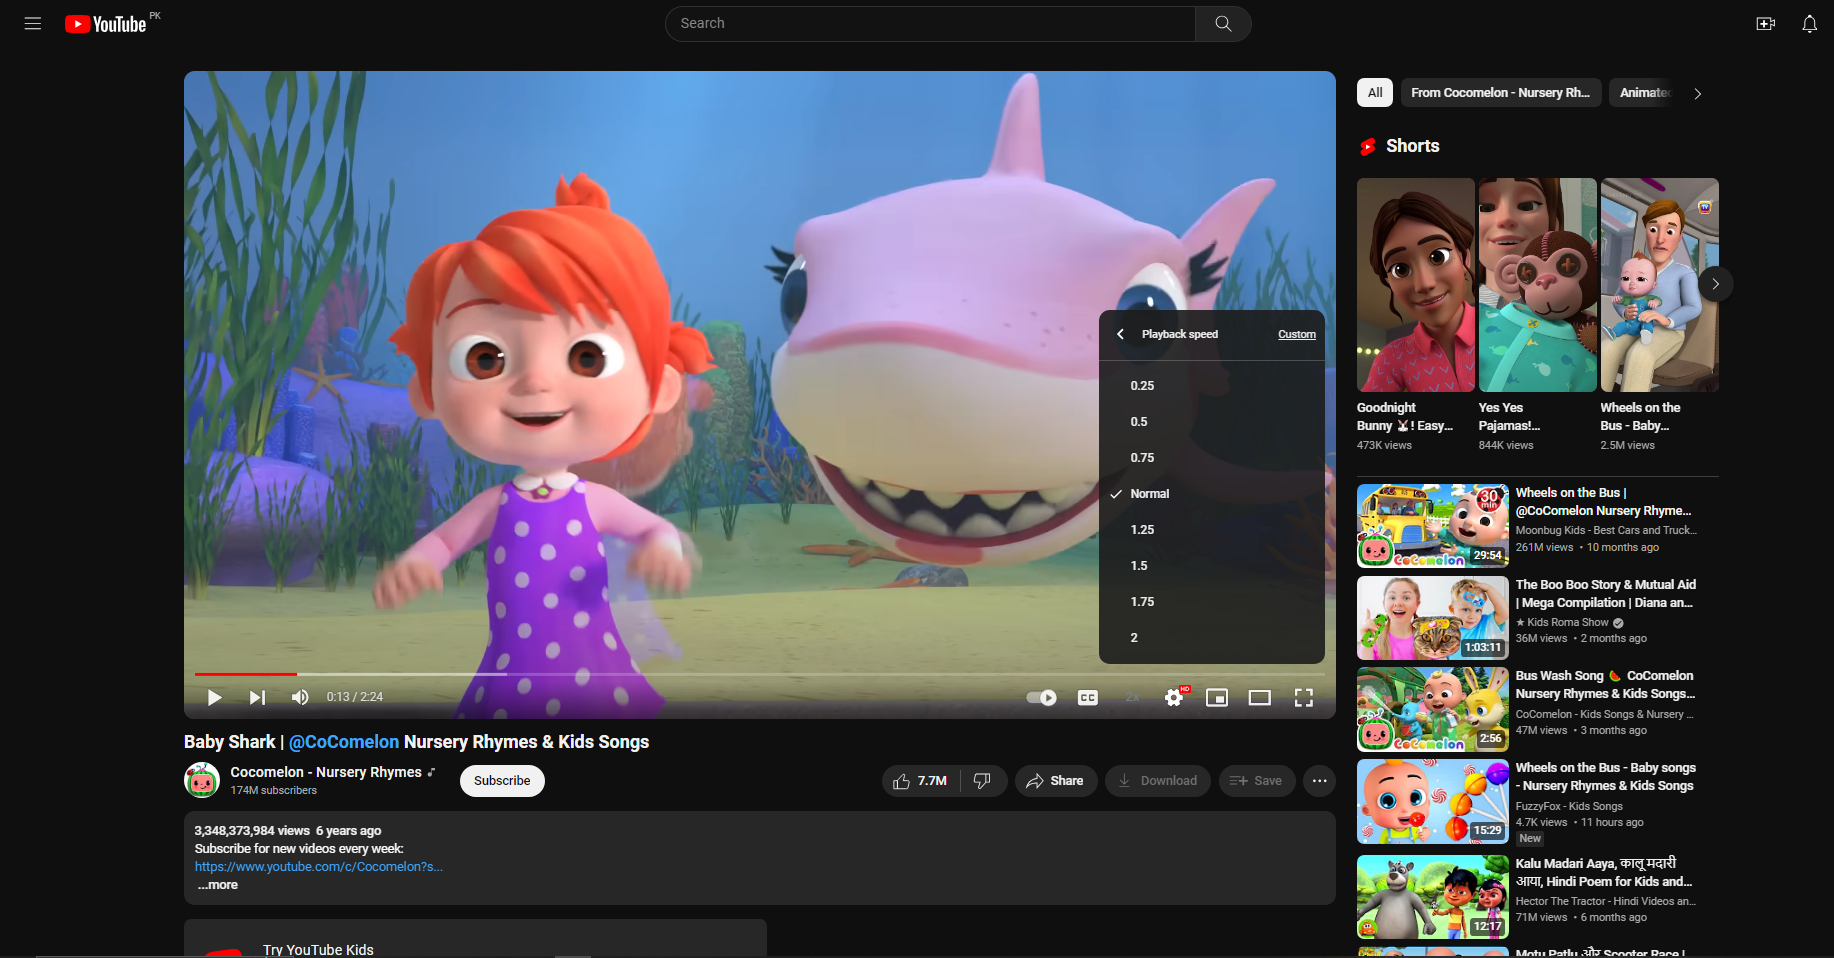 YouTube PK
Search
All
From Cocomelon - Nursery Rh...
Shorts
Goodnight
Bunny 🐰! Easy...
473K views
Yes Yes
Pajamas!...
844K views
Wheels on the
Bus - Baby...
2.5M views
Playback speed
Custom
0.25
0.5
0.75
Normal
1.25
1.5
1.75
2
0:13 / 2:24
CC
2x
HD
Baby Shark | @CoComelon Nursery Rhymes & Kids Songs
Cocomelon - Nursery Rhymes
174M subscribers
Subscribe
7.7M
Share
Download
Save
3,348,373,984 views 6 years ago
Subscribe for new videos every week:
https://www.youtube.com/c/Cocomelon?s...
...more
Try YouTube Kids
30
min
CoComelon
29:54
Wheels on the Bus |
@CoComelon Nursery Rhyme...
Moonbug Kids - Best Cars and Truck...
261M views • 10 months ago
1:03:11
The Boo Boo Story & Mutual Aid
| Mega Compilation | Diana an...
★ Kids Roma Show
36M views • 2 months ago
CoComelon
2:56
Bus Wash Song 🍉 CoComelon
Nursery Rhymes & Kids Songs...
CoComelon - Kids Songs & Nursery ...
47M views • 3 months ago
15:29
Wheels on the Bus - Baby songs
- Nursery Rhymes & Kids Songs
FuzzyFox - Kids Songs
4.7K views • 11 hours ago
New
12:17
Kalu Madari Aaya, कालू मदारी
आया, Hindi Poem for Kids and...
Hector The Tractor - Hindi Videos an...
71M views • 6 months ago
Motu Patlu और Scooter Race |